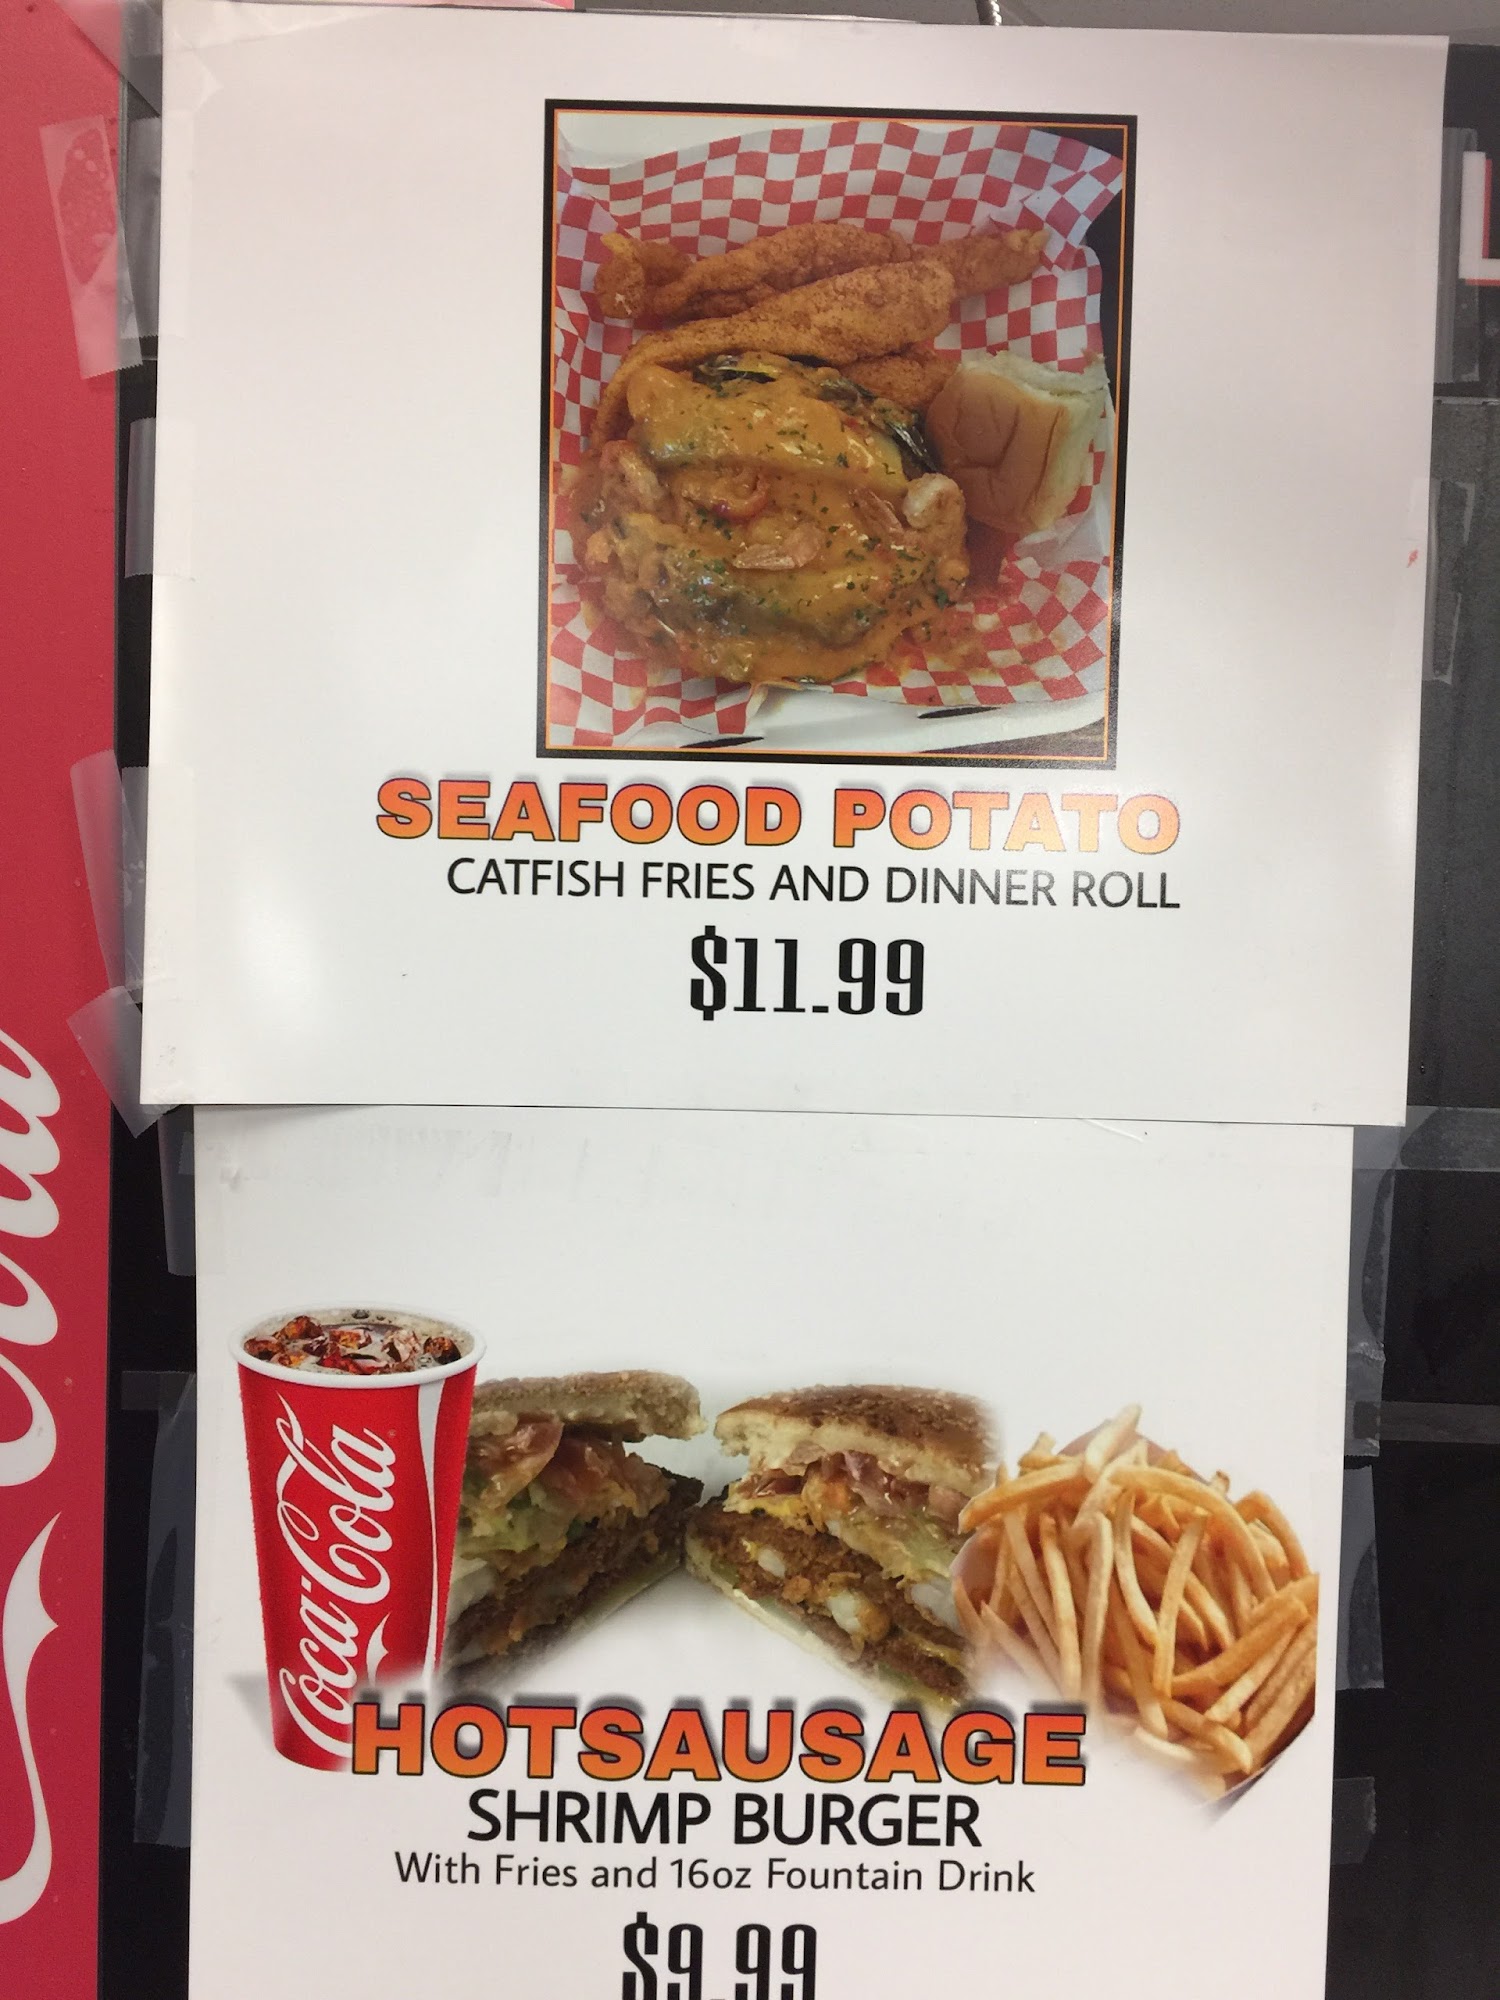 SEAFOOD POTATO
CATFISH FRIES AND DINNER ROLL
$11.99
Coca-Cola
HOTSAUSAGE
SHRIMP BURGER
With Fries and 16oz Fountain Drink
$9.99